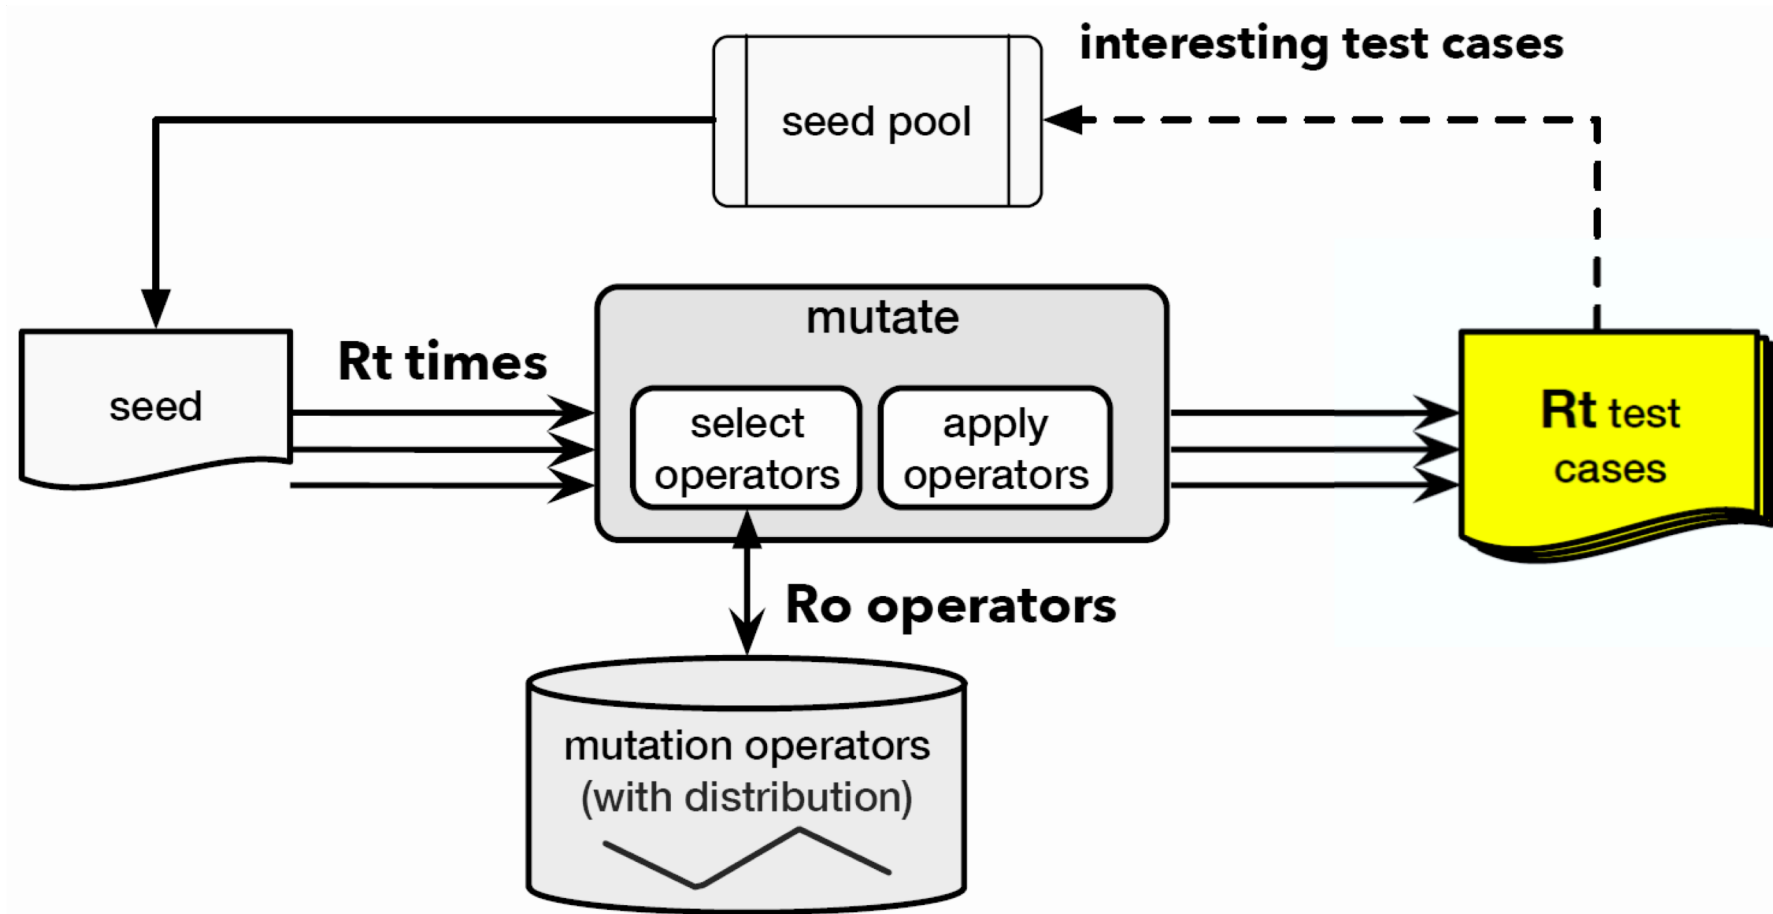 interesting test cases
seed pool
mutate
Rt times
seed
select
operators
apply
operators
Rt test
cases
Ro operators
mutation operators
(with distribution)